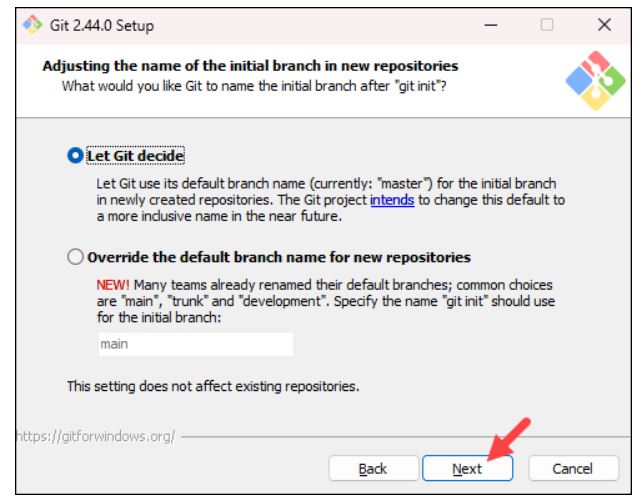 Git 2.44.0 Setup
Adjusting the name of the initial branch in new repositories
What would you like Git to name the initial branch after "git init"?
Let Git decide
Let Git use its default branch name (currently: "master") for the initial branch
in newly created repositories. The Git project intends to change this default to
a more inclusive name in the near future.
Override the default branch name for new repositories
NEW! Many teams already renamed their default branches; common choices
are "main", "trunk" and "development". Specify the name "git init" should use
for the initial branch:
main
This setting does not affect existing repositories.
https://gitforwindows.org/
Back Next Cancel